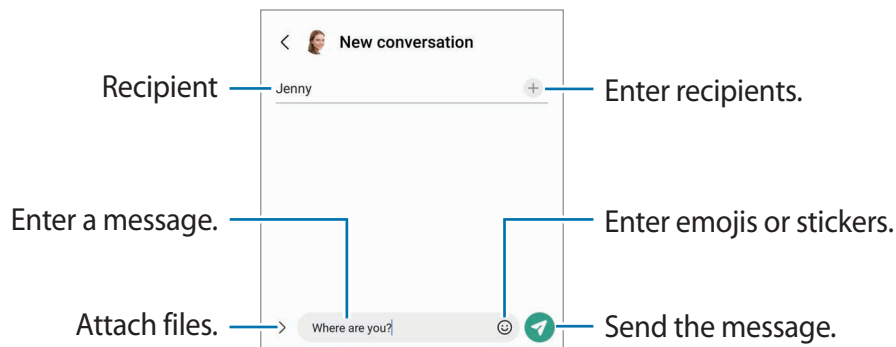 New conversation
Recipient
Jenny
Enter recipients.
Enter a message.
Enter emojis or stickers.
Attach files.
Where are you?
Send the message.